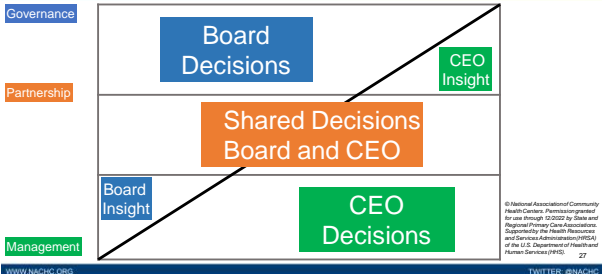 Governance
Board
Decisions
CEO
Insight
Partnership
Shared Decisions
Board and CEO
Board
Insight
CEO
Decisions
Management
© National Association of Community
Health Centers. Permission granted
for use through 12/2022 by State and
Regional Primary Care Associations.
Supported by the Health Resources
and Services Administration (HRSA)
of the U.S. Department of Health and
Human Services (HHS).
27
WWW.NACHC.ORG
TWITTER: @NACHC